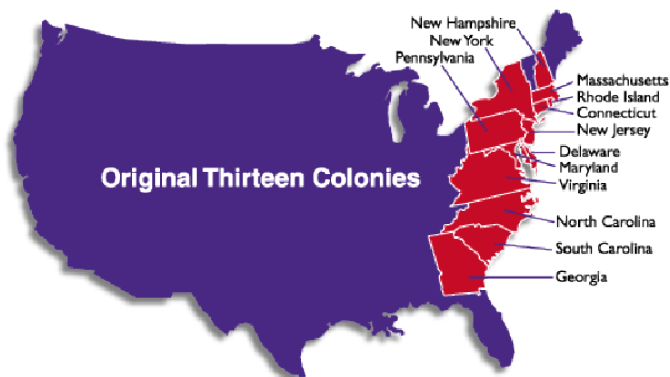 New Hampshire
New York
Pennsylvania
Massachusetts
Rhode Island
Connecticut
New Jersey
Delaware
Maryland
Original Thirteen Colonies
Virginia
North Carolina
South Carolina
Georgia